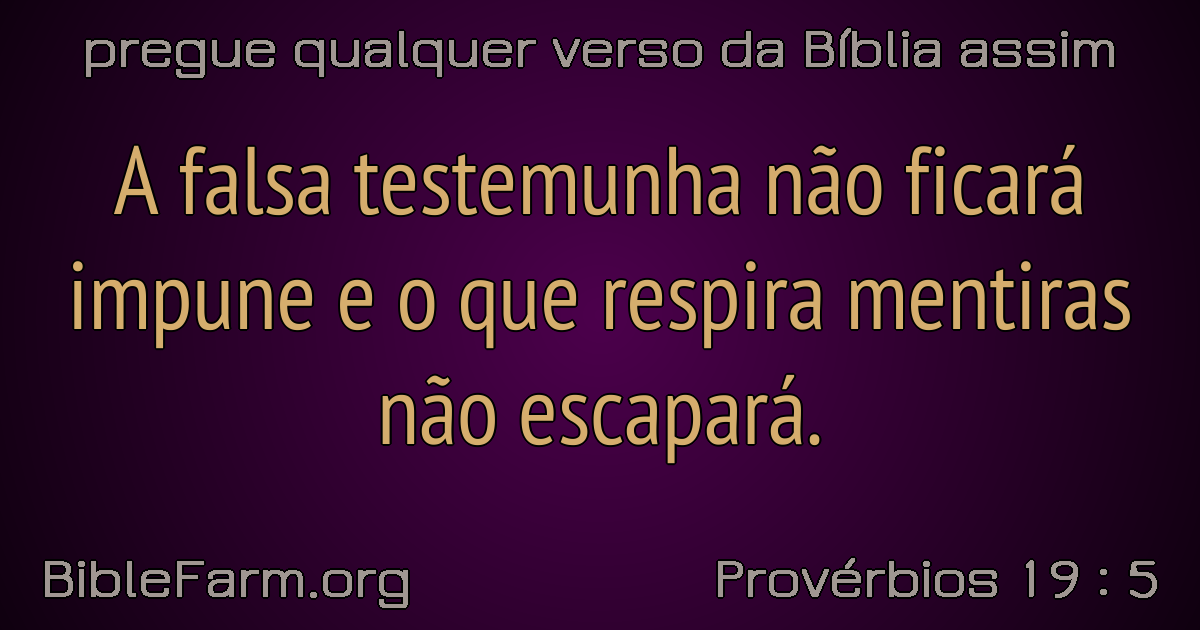 pregue qualquer verso da Bíblia assim
A falsa testemunha não ficará
impune e o que respira mentiras
não escapará.
BibleFarm.org
Provérbios 19 : 5